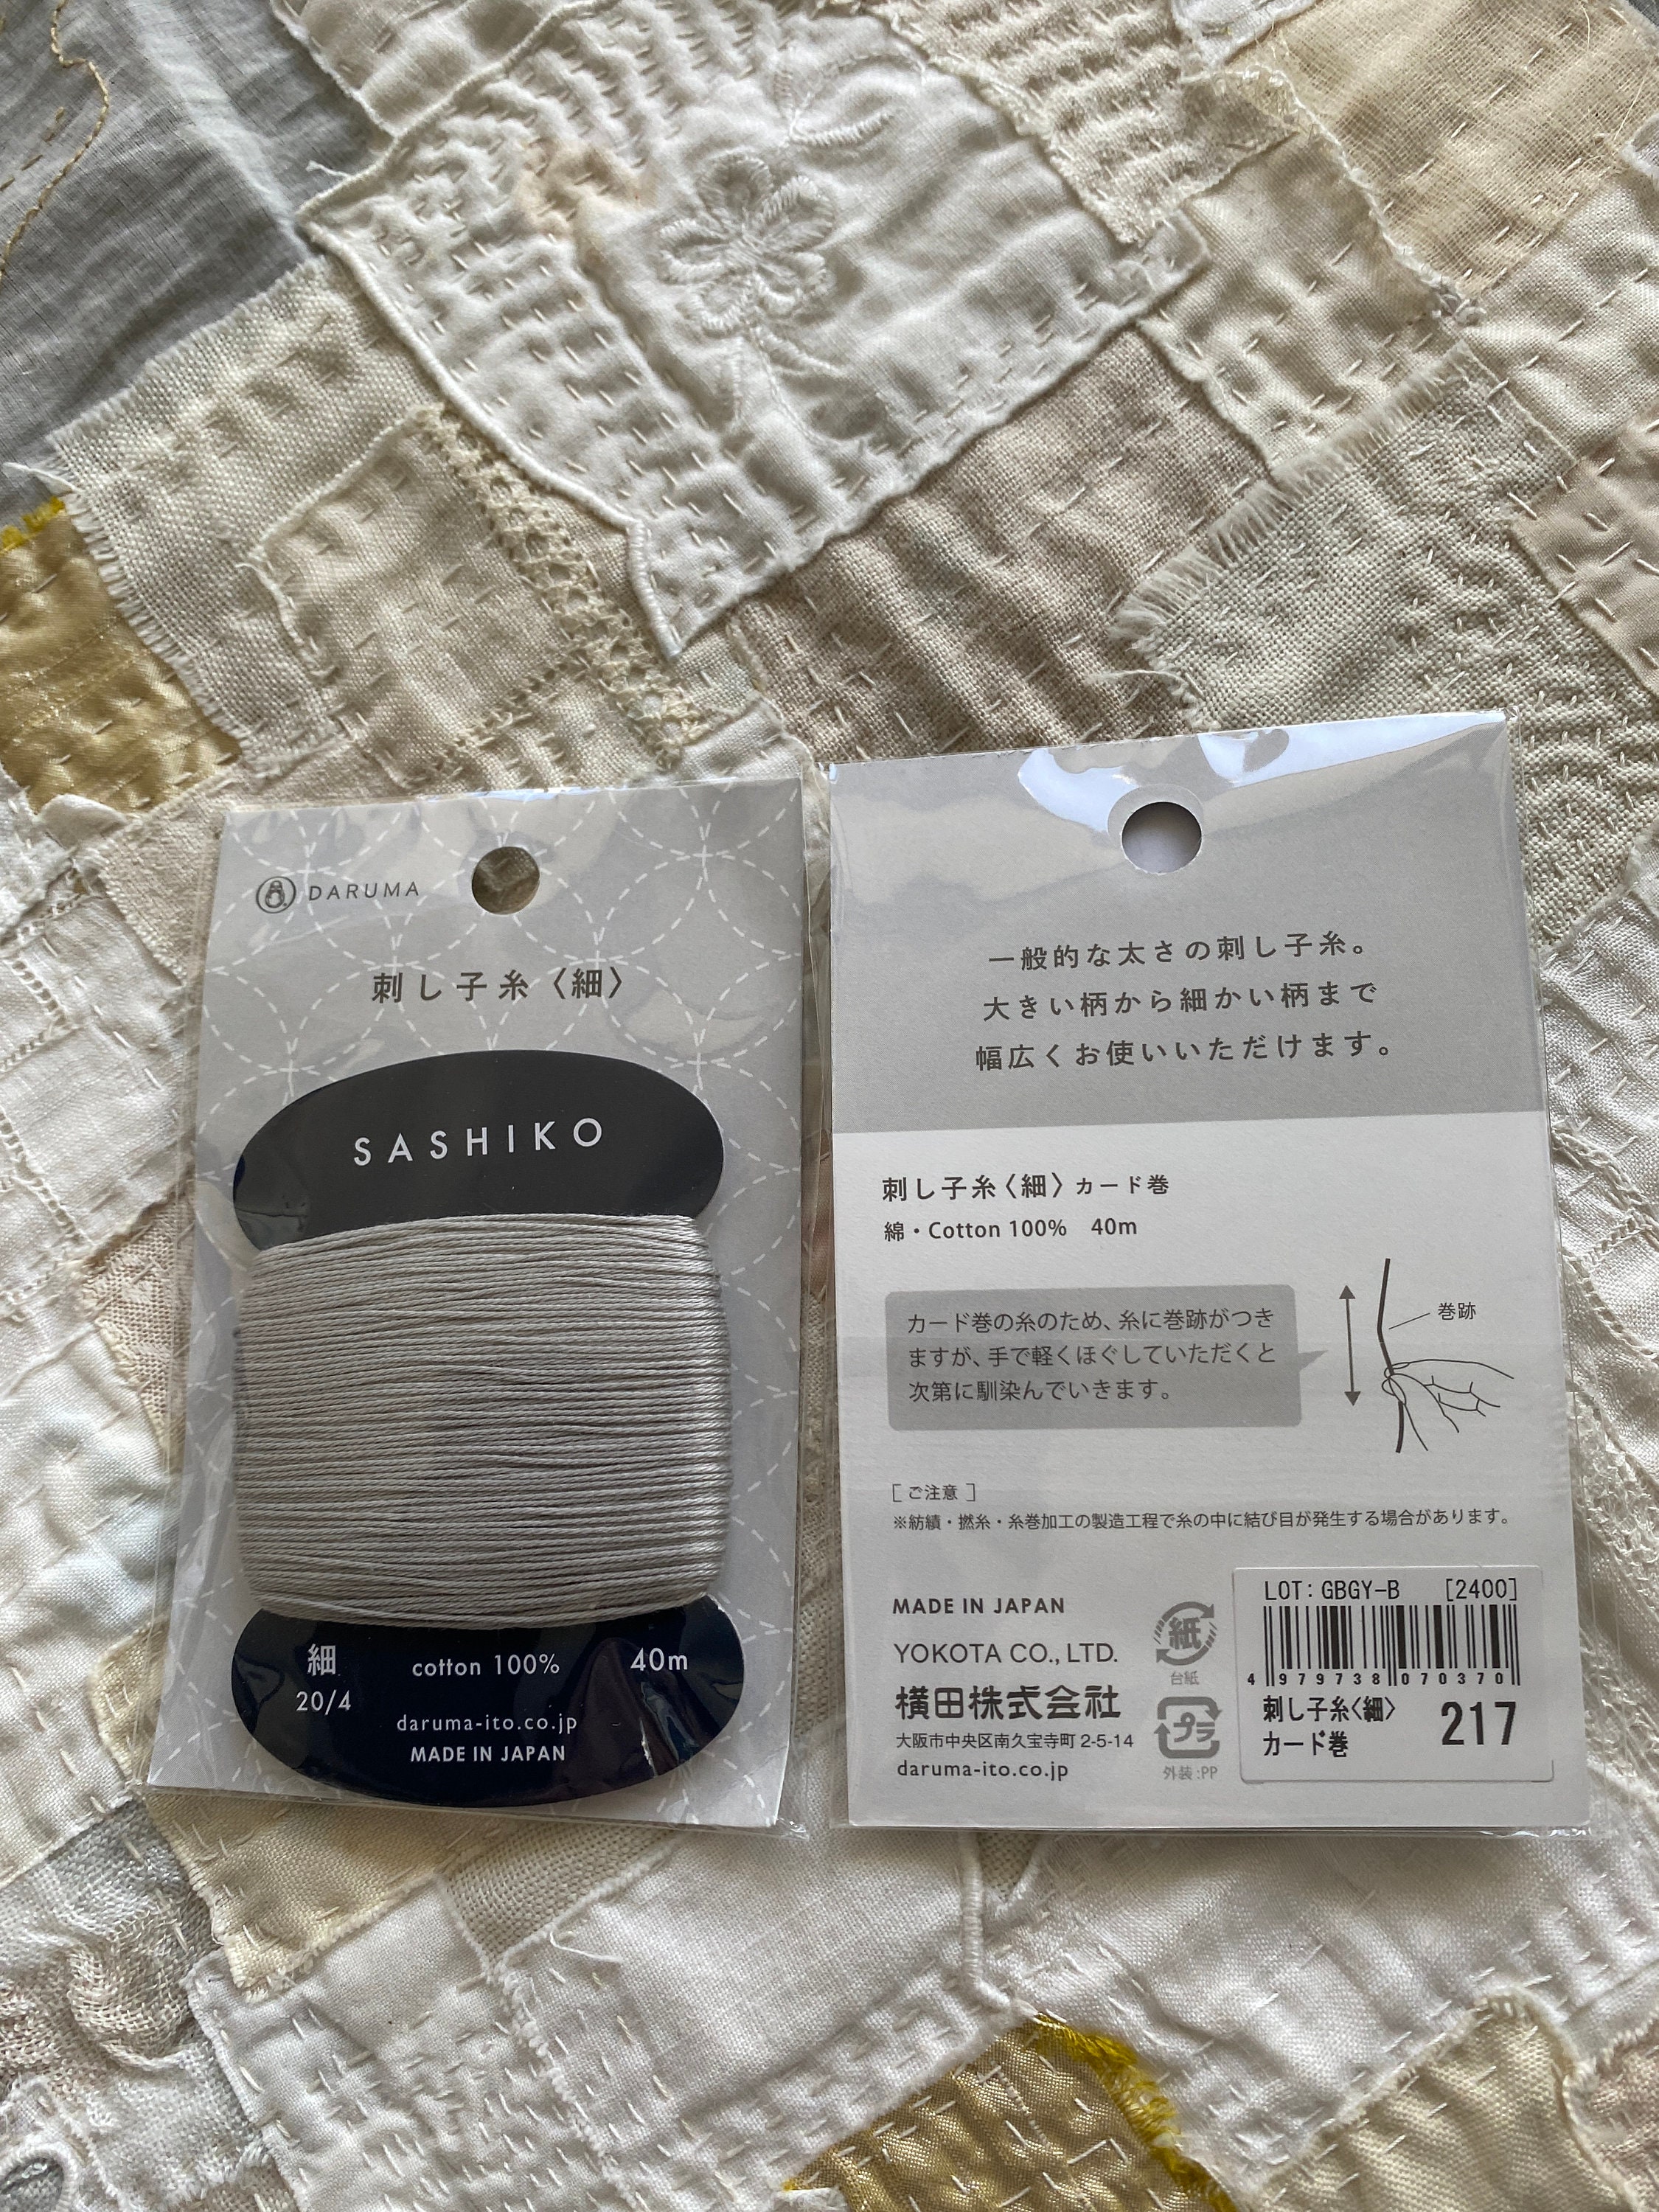 DARUMA
刺し子糸〈細〉
SASHIKO
細
20/4
cotton 100%
40m
daruma-ito.co.jp
MADE IN JAPAN
一般的な太さの刺し子糸。
大きい柄から細かい柄まで
幅広くお使いいただけます。
刺し子糸〈細〉カード巻
綿・Cotton 100% 40m
カード巻の糸のため、糸に巻跡がつき
ますが、手で軽くほぐしていただくと
次第に馴染んでいきます。
巻跡
［ご注意］
※紡績・撚糸・糸巻加工の製造工程で糸の中に結び目が発生する場合があります。
MADE IN JAPAN
YOKOTA CO., LTD.
横田株式会社
大阪市中央区南久宝寺町 2-5-14
daruma-ito.co.jp
紙
台紙
プラ
外装:PP
LOT: GBGY-B [2400]
4 979738 070370
刺し子糸〈細〉
カード巻
217